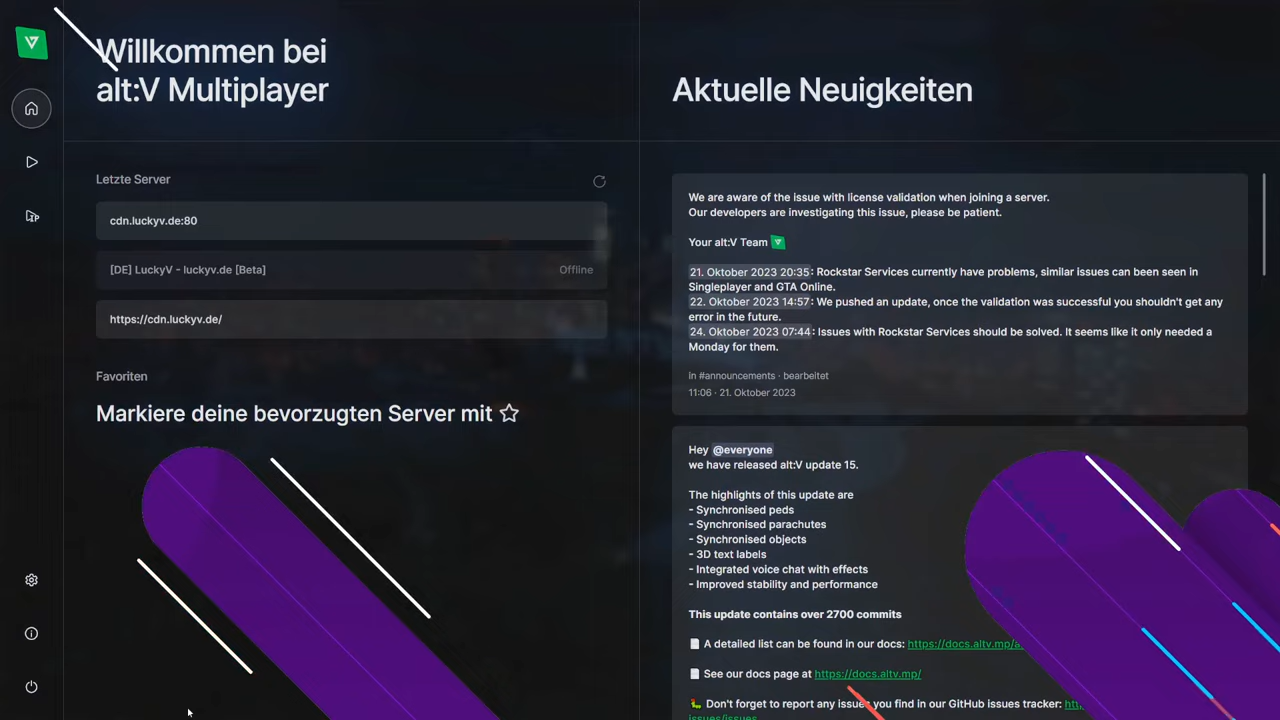 Willkommen bei
alt:V Multiplayer
Letzte Server
cdn.luckyv.de:80
[DE] LuckyV - luckyv.de [Beta]
Offline
https://cdn.luckyv.de/
Favoriten
Markiere deine bevorzugten Server mit
Aktuelle Neuigkeiten
We are aware of the issue with license validation when joining a server.
Our developers are investigating this issue, please be patient.
Your alt:V Team
21. Oktober 2023 20:35: Rockstar Services currently have problems, similar issues can been seen in
Singleplayer and GTA Online.
22. Oktober 2023 14:57: We pushed an update, once the validation was successful you shouldn't get any
error in the future.
24. Oktober 2023 07:44: Issues with Rockstar Services should be solved. It seems like it only needed a
Monday for them.
in #announcements · bearbeitet
11:06 · 21. Oktober 2023
Hey @everyone
we have released alt:V update 15.
The highlights of this update are
- Synchronised peds
- Synchronised parachutes
- Synchronised objects
- 3D text labels
- Integrated voice chat with effects
- Improved stability and performance
This update contains over 2700 commits
A detailed list can be found in our docs: https://docs.altv.mp/
See our docs page at https://docs.altv.mp/
Don't forget to report any issues you find in our GitHub issues tracker:
issues/issues